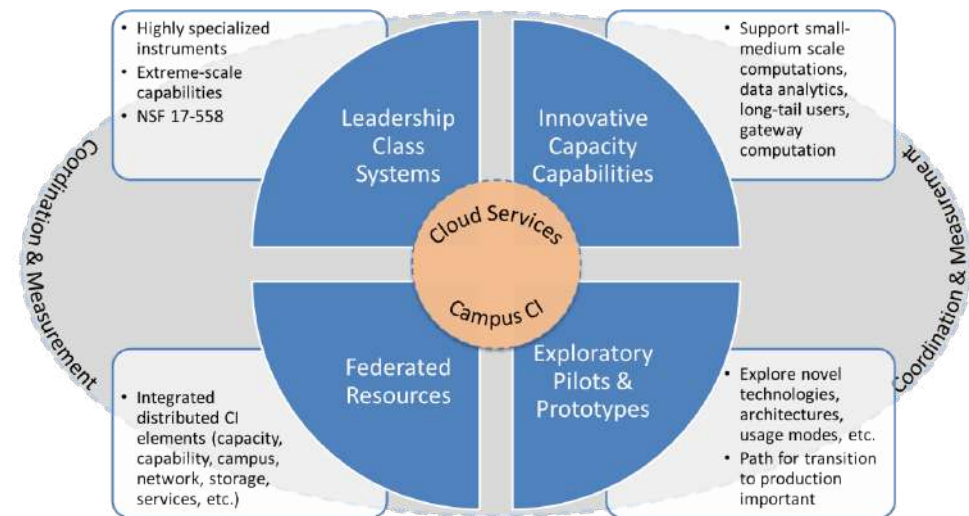 • Highly specialized
instruments
• Extreme-scale
capabilities
• NSF 17-558
• Support small-
medium scale
computations,
data analytics,
long-tail users,
gateway
computation
Leadership
Class
Systems
Innovative
Capacity
Capabilities
Coordination & Measurement
Cloud Services
Campus CI
Coordination & Measurement
Federated
Resources
Exploratory
Pilots &
Prototypes
• Integrated
distributed CI
elements (capacity,
capability, campus,
network, storage,
services, etc.)
• Explore novel
technologies,
architectures,
usage modes, etc.
• Path for transition
to production
important